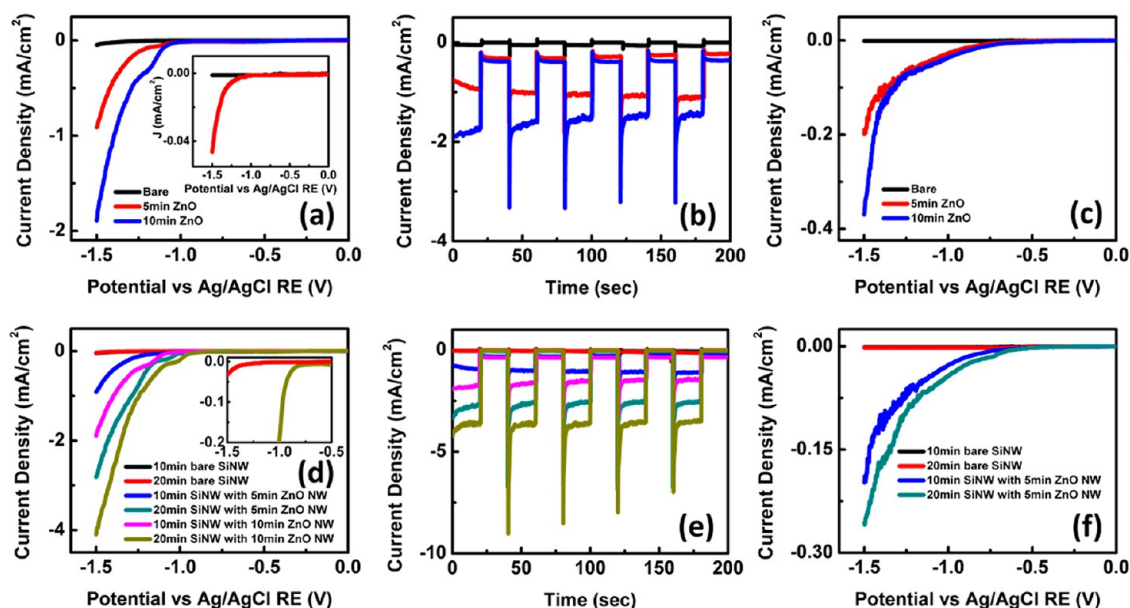 Current Density (mA/cm²)
0
-1
-2
-1.5
-1.0
-0.5
0.0
Potential vs Ag/AgCl RE (V)
J (mA/cm²)
0.00
-0.04
-1.5
-1.0
-0.5
0.0
Potential vs Ag/AgCl RE (V)
Bare
5min ZnO
10min ZnO
(a)
Current Density (mA/cm²)
0
-2
-4
0
50
100
150
200
Time (sec)
(b)
Current Density (mA/cm²)
0.0
-0.2
-0.4
-1.5
-1.0
-0.5
0.0
Potential vs Ag/AgCl RE (V)
Bare
5min ZnO
10min ZnO
(c)
Current Density (mA/cm²)
0
-2
-4
-1.5
-1.0
-0.5
0.0
Potential vs Ag/AgCl RE (V)
0.0
-0.1
-0.2
-1.5
-1.0
-0.5
(d)
10min bare SiNW
20min bare SiNW
10min SiNW with 5min ZnO NW
20min SiNW with 5min ZnO NW
10min SiNW with 10min ZnO NW
20min SiNW with 10min ZnO NW
Current Density (mA/cm²)
0
-5
-10
0
50
100
150
200
Time (sec)
(e)
Current Density (mA/cm²)
0.00
-0.15
-0.30
-1.5
-1.0
-0.5
0.0
Potential vs Ag/AgCl RE (V)
10min bare SiNW
20min bare SiNW
10min SiNW with 5min ZnO NW
20min SiNW with 5min ZnO NW
(f)